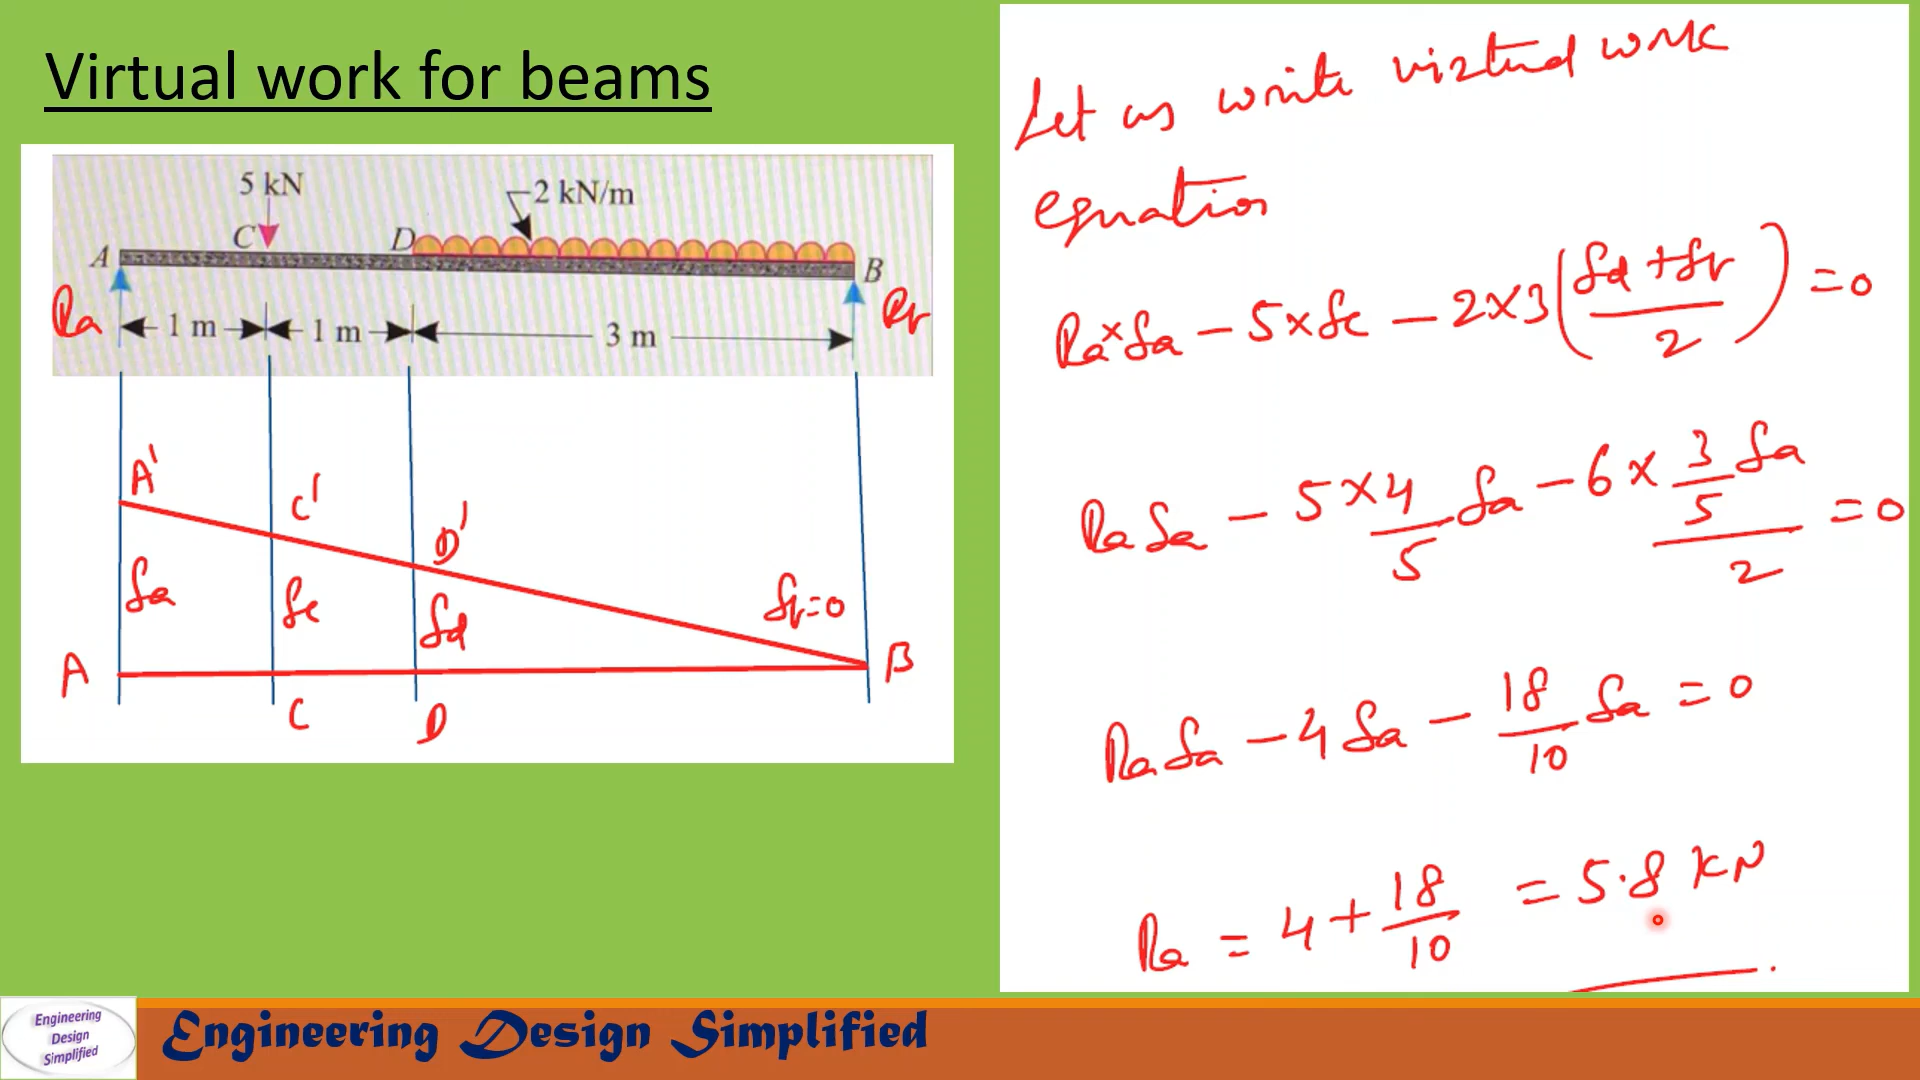 Virtual work for beams
5 kN
2 kN/m
A C D B
Ra Rb
1 m 1 m 3 m
A' C' D'
δa δc δd δb=0
A C D B
Let us write virtual work
equation
Ra×δa − 5×δc − 2×3(δd+δb/2) = 0
Ra δa − 5×4/5 δa − 6×3/5 δa/2 = 0
Ra δa − 4 δa − 18/10 δa = 0
Ra = 4 + 18/10 = 5.8 KN
Engineering
Design
Simplified
Engineering Design Simplified